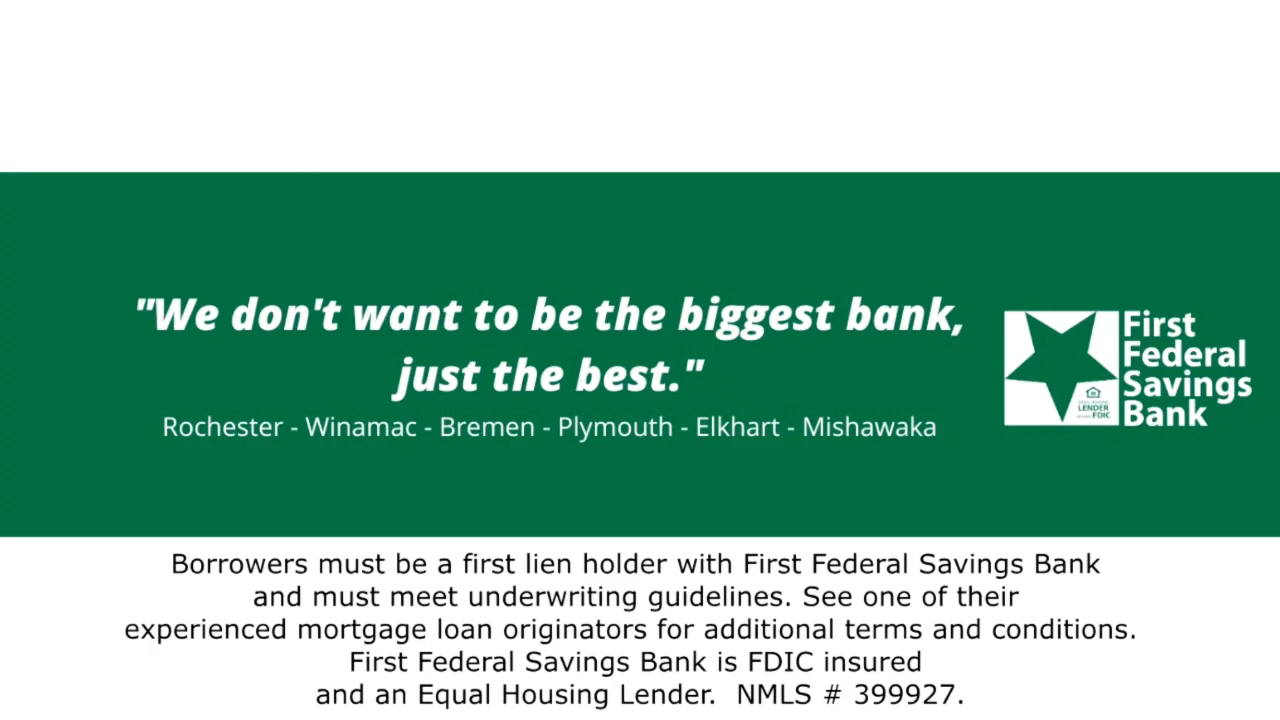 "We don't want to be the biggest bank,
just the best."
Rochester - Winamac - Bremen - Plymouth - Elkhart - Mishawaka
First
Federal
Savings
Bank
LENDER
FDIC
Borrowers must be a first lien holder with First Federal Savings Bank
and must meet underwriting guidelines. See one of their
experienced mortgage loan originators for additional terms and conditions.
First Federal Savings Bank is FDIC insured
and an Equal Housing Lender.  NMLS # 399927.